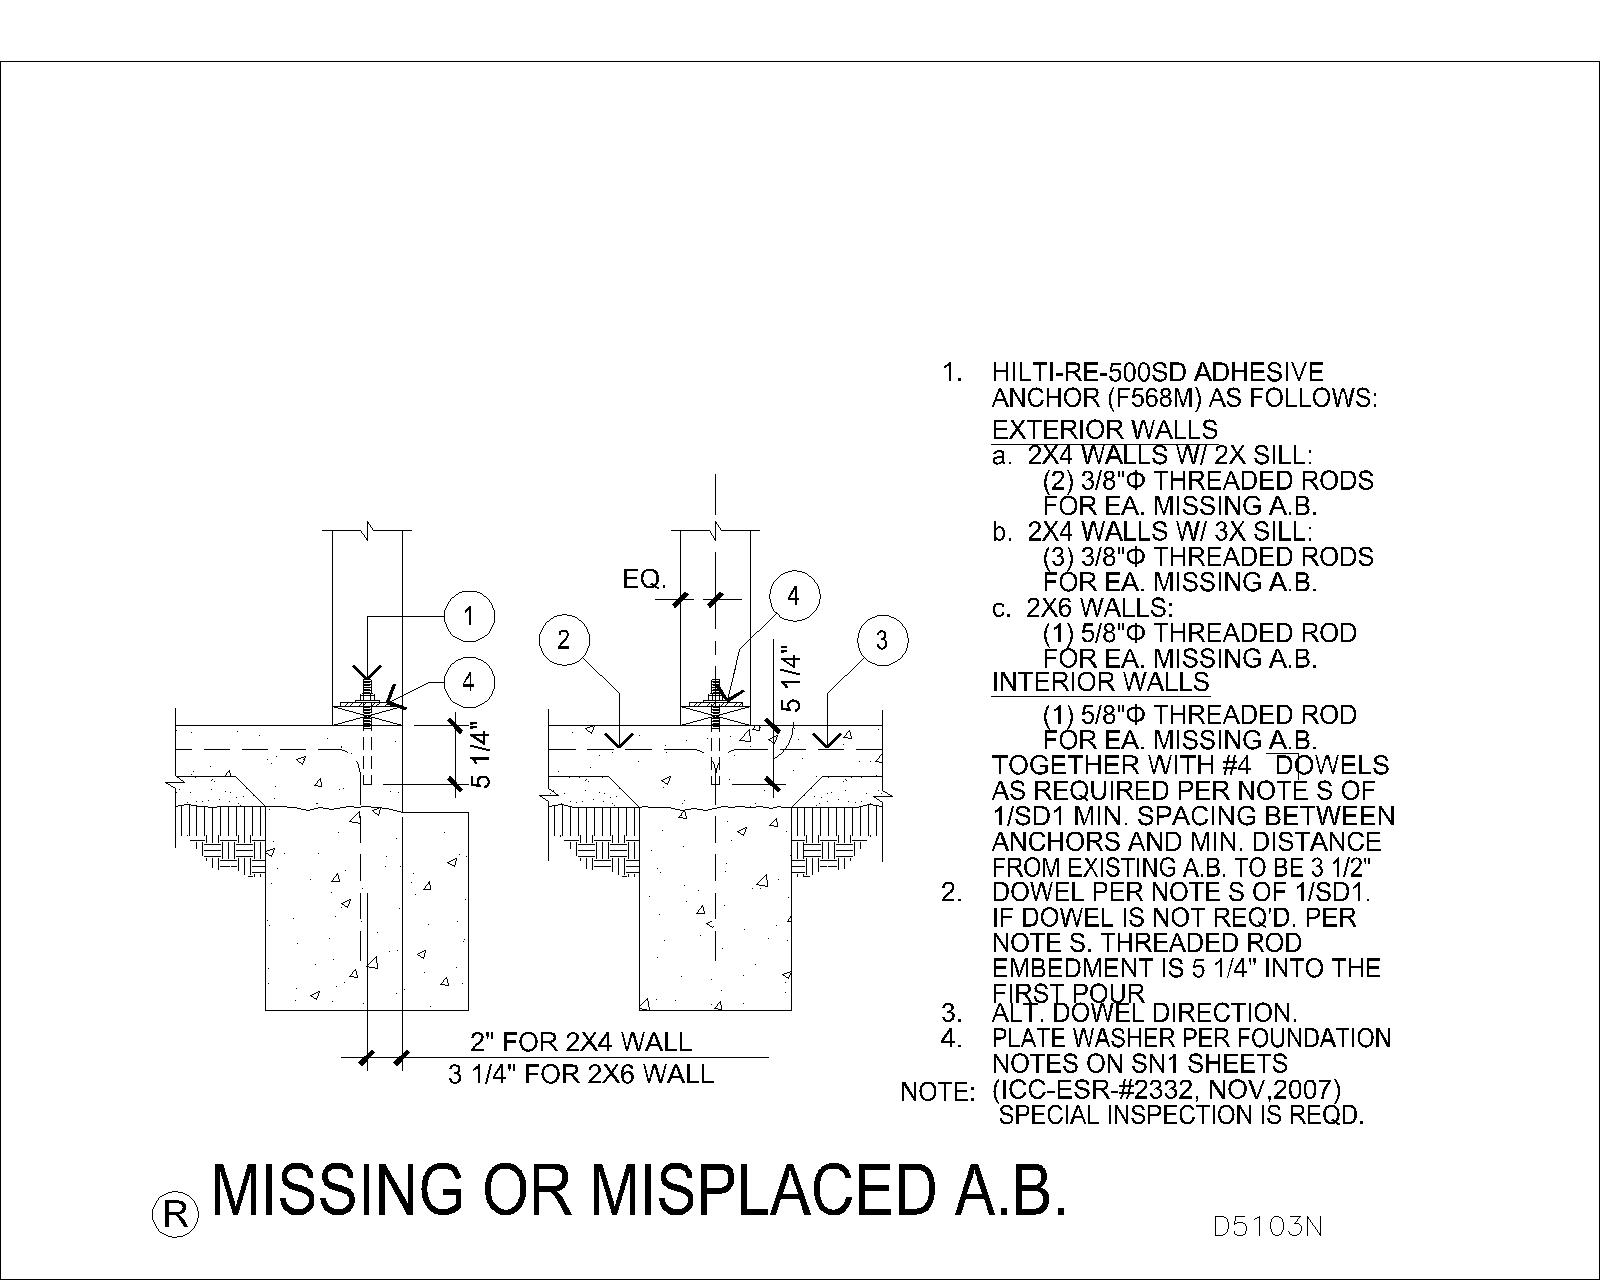 1. HILTI-RE-500SD ADHESIVE
ANCHOR (F568M) AS FOLLOWS:
EXTERIOR WALLS
a. 2X4 WALLS W/ 2X SILL:
(2) 3/8"Φ THREADED RODS
FOR EA. MISSING A.B.
b. 2X4 WALLS W/ 3X SILL:
(3) 3/8"Φ THREADED RODS
FOR EA. MISSING A.B.
c. 2X6 WALLS:
(1) 5/8"Φ THREADED ROD
FOR EA. MISSING A.B.
INTERIOR WALLS
(1) 5/8"Φ THREADED ROD
FOR EA. MISSING A.B.
TOGETHER WITH #4 DOWELS
AS REQUIRED PER NOTE S OF
1/SD1 MIN. SPACING BETWEEN
ANCHORS AND MIN. DISTANCE
FROM EXISTING A.B. TO BE 3 1/2"
2. DOWEL PER NOTE S OF 1/SD1.
IF DOWEL IS NOT REQ'D. PER
NOTE S. THREADED ROD
EMBEDMENT IS 5 1/4" INTO THE
FIRST POUR
3. ALT. DOWEL DIRECTION.
4. PLATE WASHER PER FOUNDATION
NOTES ON SN1 SHEETS
NOTE: (ICC-ESR-#2332, NOV,2007)
SPECIAL INSPECTION IS REQD.
1
4
5 1/4"
EQ.
4
2
3
5 1/4"
2" FOR 2X4 WALL
3 1/4" FOR 2X6 WALL
R MISSING OR MISPLACED A.B.
D5103N